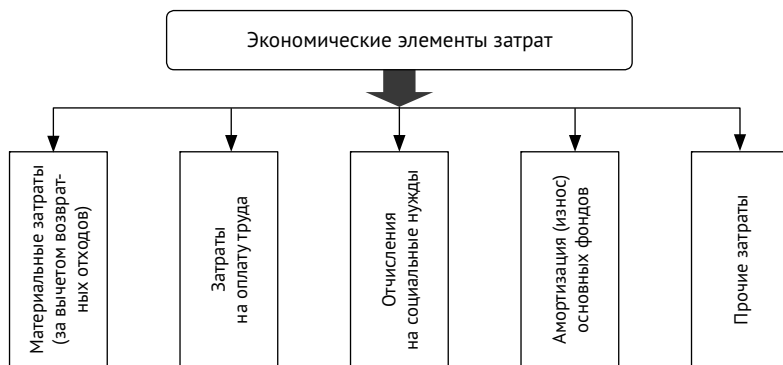 Экономические элементы затрат
Материальные затраты
(за вычетом возврат-
ных отходов)
Затраты
на оплату труда
Отчисления
на социальные нужды
Амортизация (износ)
основных фондов
Прочие затраты